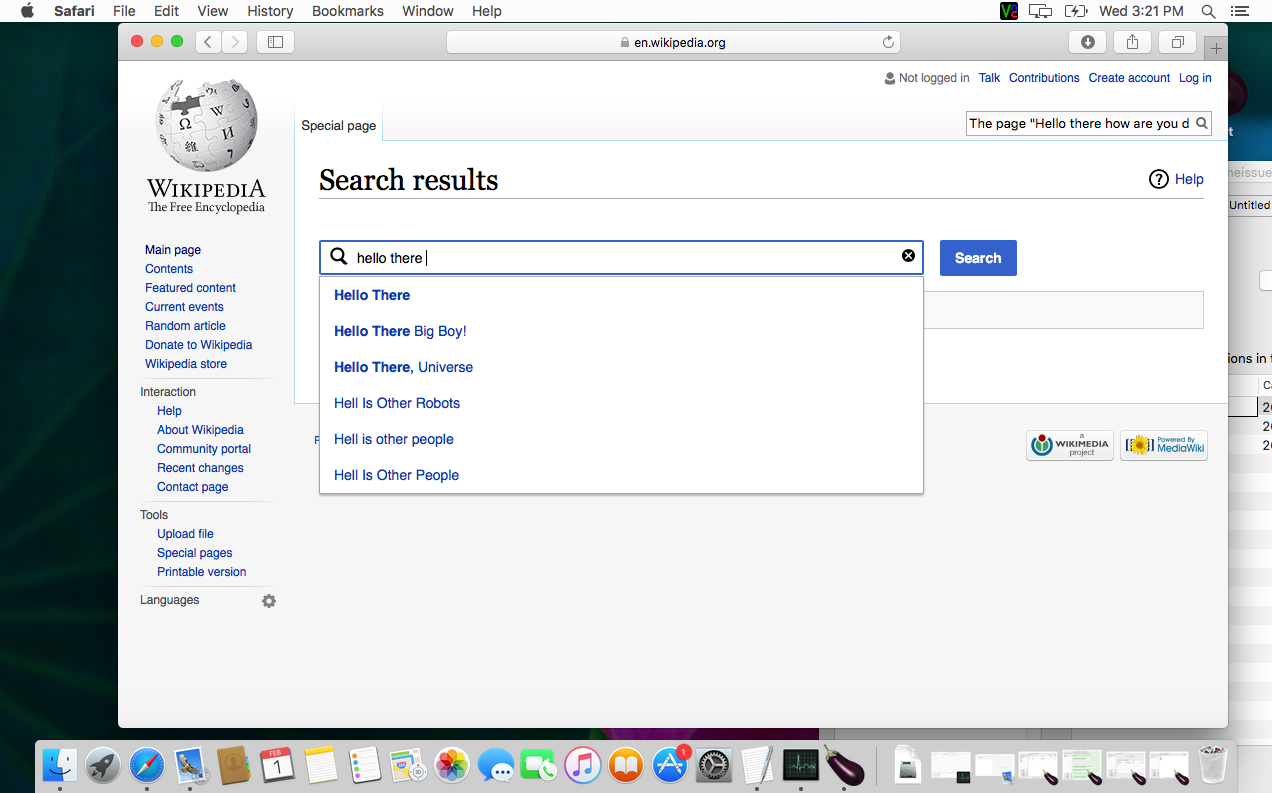 Safari File Edit View History Bookmarks Window Help Wed 3:21 PM
en.wikipedia.org
Not logged in Talk Contributions Create account Log in
Special page
The page "Hello there how are you d
WIKIPEDIA
The Free Encyclopedia
Search results
Help
Main page
Contents
Featured content
Current events
Random article
Donate to Wikipedia
Wikipedia store
Interaction
Help
About Wikipedia
Community portal
Recent changes
Contact page
Tools
Upload file
Special pages
Printable version
Languages
hello there
Search
Hello There
Hello There Big Boy!
Hello There, Universe
Hell Is Other Robots
Hell is other people
Hell Is Other People
a
WIKIMEDIA
project
Powered By
MediaWiki
Untitled
ions in t
FEB
1
1